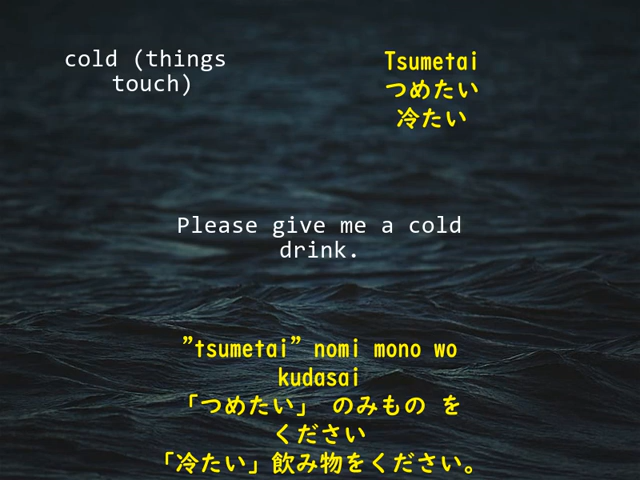 cold (things
touch)
Tsumetai
つめたい
冷たい
Please give me a cold
drink.
”tsumetai” nomi mono wo
kudasai
「つめたい」 のみもの を
ください
「冷たい」飲み物をください。